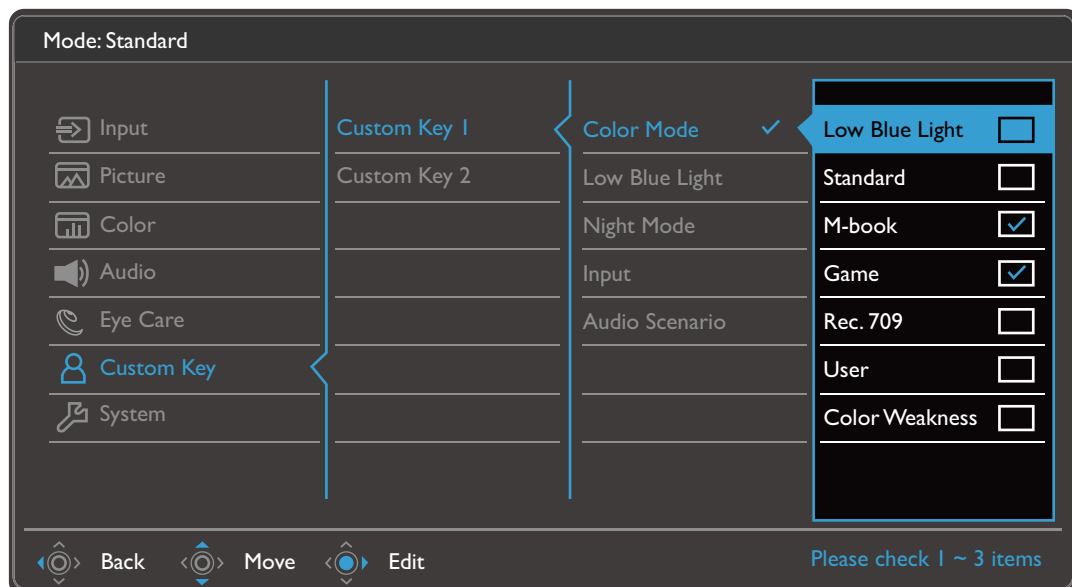 Mode: Standard
Input
Picture
Color
Audio
Eye Care
Custom Key
System
Custom Key 1
Custom Key 2
Color Mode
Low Blue Light
Night Mode
Input
Audio Scenario
Low Blue Light
Standard
M-book
Game
Rec. 709
User
Color Weakness
Back
Move
Edit
Please check 1 ~ 3 items